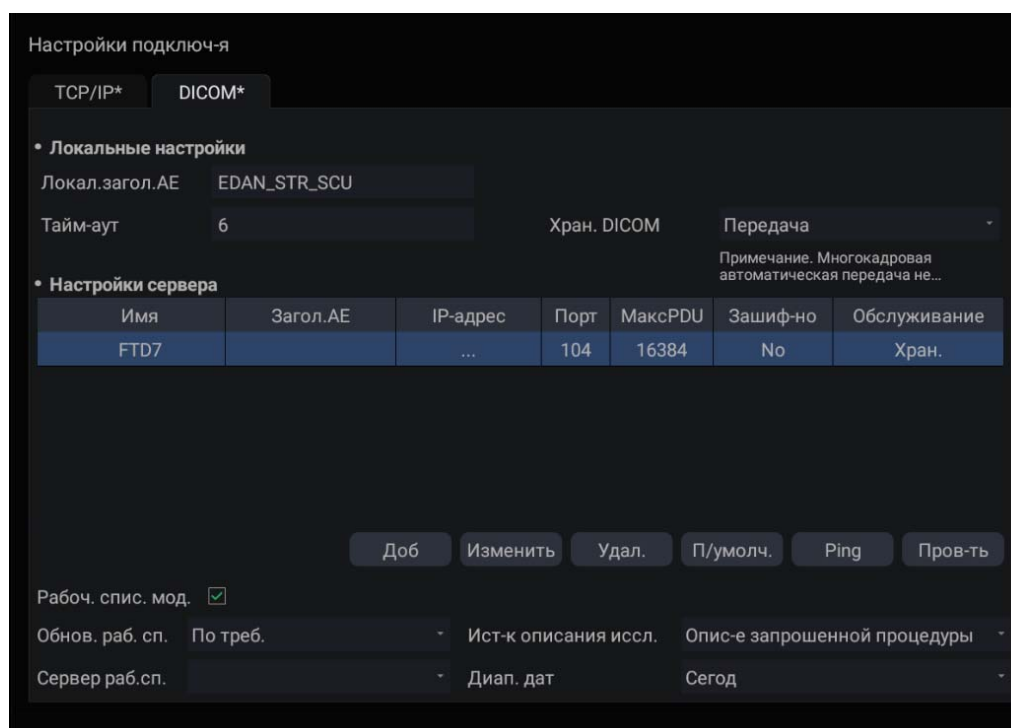 Настройки подключ-я
TCP/IP* DICOM*
• Локальные настройки
Локал.загол.AE EDAN_STR_SCU
Тайм-аут 6 Хран. DICOM Передача
Примечание. Многокадровая
автоматическая передача не...
• Настройки сервера
Имя Загол.AE IP-адрес Порт МаксPDU Зашиф-но Обслуживание
FTD7 ... 104 16384 No Хран.
Доб Изменить Удал. П/умолч. Ping Пров-ть
Рабоч. спис. мод.
Обнов. раб. сп. По треб. Ист-к описания иссл. Опис-е запрошенной процедуры
Сервер раб.сп. Диап. дат Сегод